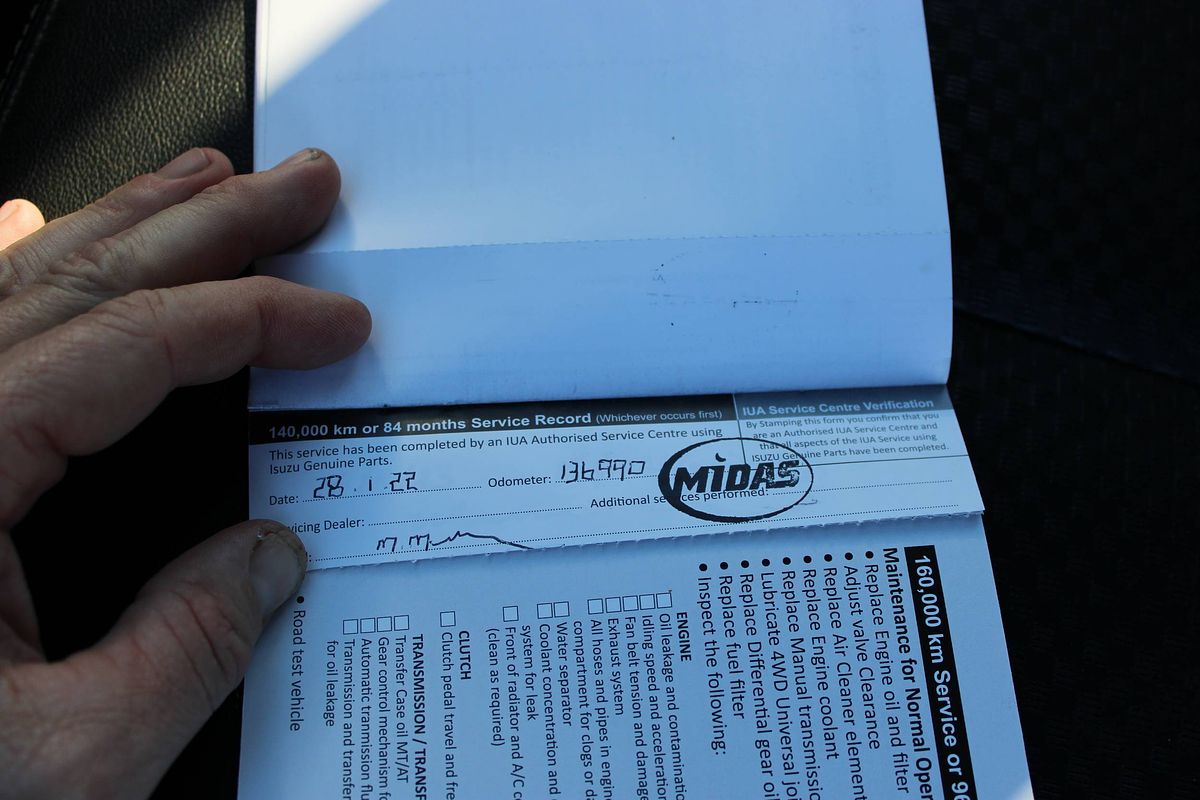 140,000 km or 84 months Service Record (Whichever occurs first)
This service has been completed by an IUA Authorised Service Centre using
Isuzu Genuine Parts.
Date: 28.1.22 Odometer: 136990
Servicing Dealer: Additional services performed:
IUA Service Centre Verification
By Stamping this form you confirm that you
are an Authorised IUA Service Centre and
that all aspects of the IUA Service using
ISUZU Genuine Parts have been completed.
MiDAS
160,000 km Service or 96
Maintenance for Normal Oper
• Replace Engine oil and filter
• Adjust valve Clearance
• Replace Air Cleaner element
• Replace Engine coolant
• Replace Manual transmissic
• Replace Differential gear oil
• Lubricate 4WD Universal joi
• Replace fuel filter
• Inspect the following:
ENGINE
Oil leakage and contaminatic
Idling speed and acceleration
Fan belt tension and damage
Exhaust system
All hoses and pipes in engine
compartment for clogs or da
Water separator
Coolant concentration and
system for leak
Front of radiator and A/C c
(clean as required)
CLUTCH
Clutch pedal travel and fre
TRANSMISSION / TRANSF
Transfer Case oil MT/AT
Gear control mechanism f
Automatic transmission flu
Transmission and transfer
for oil leakage
• Road test vehicle